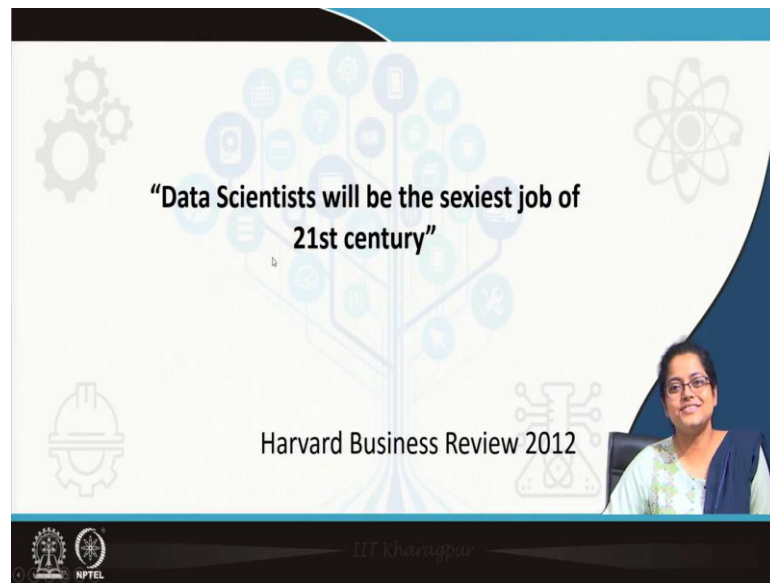 “Data Scientists will be the sexiest job of
21st century”
Harvard Business Review 2012
IIT Kharagpur
NPTEL